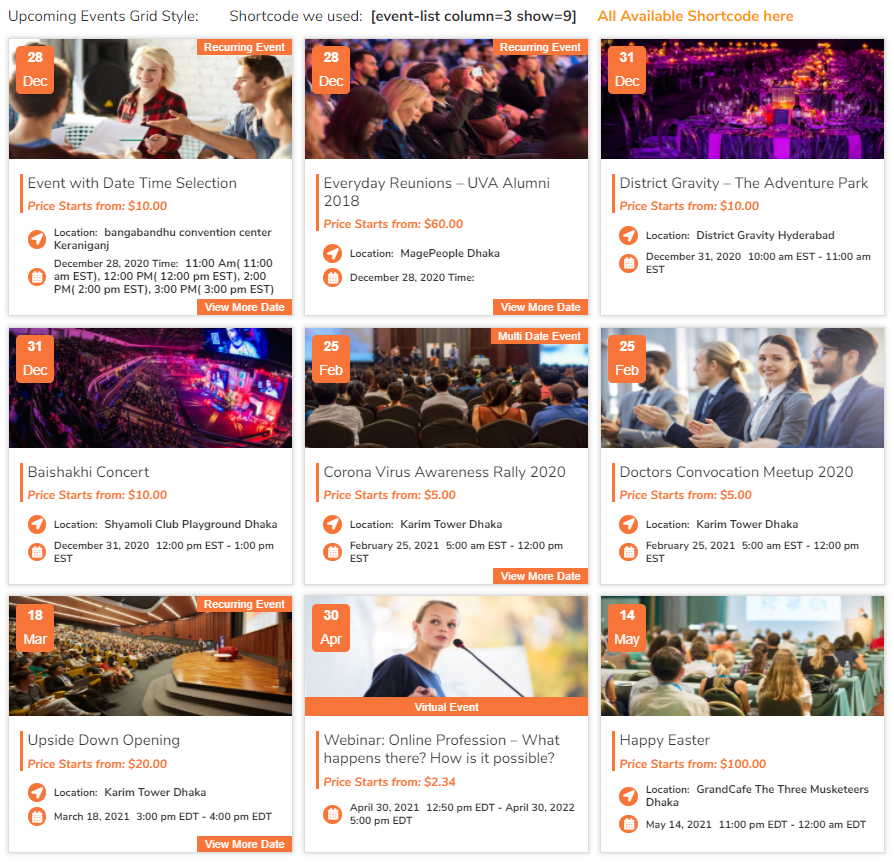 Upcoming Events Grid Style: Shortcode we used: [event-list column=3 show=9] All Available Shortcode here
28
Dec
Recurring Event
Event with Date Time Selection
Price Starts from: $10.00
Location: bangabandhu convention center
Keraniganj
December 28, 2020 Time: 11:00 Am( 11:00
am EST), 12:00 PM( 12:00 pm EST), 2:00
PM( 2:00 pm EST), 3:00 PM( 3:00 pm EST)
View More Date
28
Dec
Recurring Event
Everyday Reunions – UVA Alumni
2018
Price Starts from: $60.00
Location: MagePeople Dhaka
December 28, 2020 Time:
View More Date
31
Dec
District Gravity – The Adventure Park
Price Starts from: $10.00
Location: District Gravity Hyderabad
December 31, 2020 10:00 am EST - 11:00 am
EST
31
Dec
Baishakhi Concert
Price Starts from: $10.00
Location: Shyamoli Club Playground Dhaka
December 31, 2020 12:00 pm EST - 1:00 pm
EST
25
Feb
Multi Date Event
Corona Virus Awareness Rally 2020
Price Starts from: $5.00
Location: Karim Tower Dhaka
February 25, 2021 5:00 am EST - 12:00 pm
EST
View More Date
25
Feb
Doctors Convocation Meetup 2020
Price Starts from: $5.00
Location: Karim Tower Dhaka
February 25, 2021 5:00 am EST - 12:00 pm
EST
18
Mar
Recurring Event
Upside Down Opening
Price Starts from: $20.00
Location: Karim Tower Dhaka
March 18, 2021 3:00 pm EDT - 4:00 pm EDT
View More Date
30
Apr
Virtual Event
Webinar: Online Profession – What
happens there? How is it possible?
Price Starts from: $2.34
April 30, 2021 12:50 pm EDT - April 30, 2022
5:00 pm EDT
14
May
Happy Easter
Price Starts from: $100.00
Location: GrandCafe The Three Musketeers
Dhaka
May 14, 2021 11:00 pm EDT - 12:00 am EDT